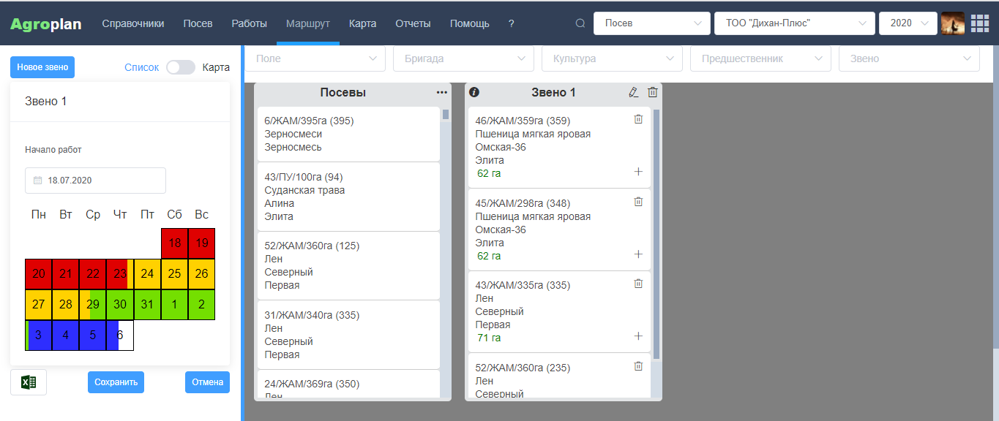 Agroplan Справочники Посев Работы Маршрут Карта Отчеты Помощь ? Посев ТОО "Дихан-Плюс" 2020
Новое звено Список Карта
Поле Бригада Культура Предшественник Звено
Звено 1
Начало работ
18.07.2020
Пн Вт Ср Чт Пт Сб Вс
18 19
20 21 22 23 24 25 26
27 28 29 30 31 1 2
3 4 5 6
Сохранить Отмена
Посевы
6/ЖАМ/395га (395)
Зерносмеси
Зерносмесь
43/ПУ/100га (94)
Суданская трава
Алина
Элита
52/ЖАМ/360га (125)
Лен
Северный
Первая
31/ЖАМ/340га (335)
Лен
Северный
Первая
24/ЖАМ/369га (350)
Лен
Звено 1
46/ЖАМ/359га (359)
Пшеница мягкая яровая
Омская-36
Элита
62 га
45/ЖАМ/298га (348)
Пшеница мягкая яровая
Омская-36
Элита
62 га
43/ЖАМ/335га (335)
Лен
Северный
Первая
71 га
52/ЖАМ/360га (235)
Лен
Северный